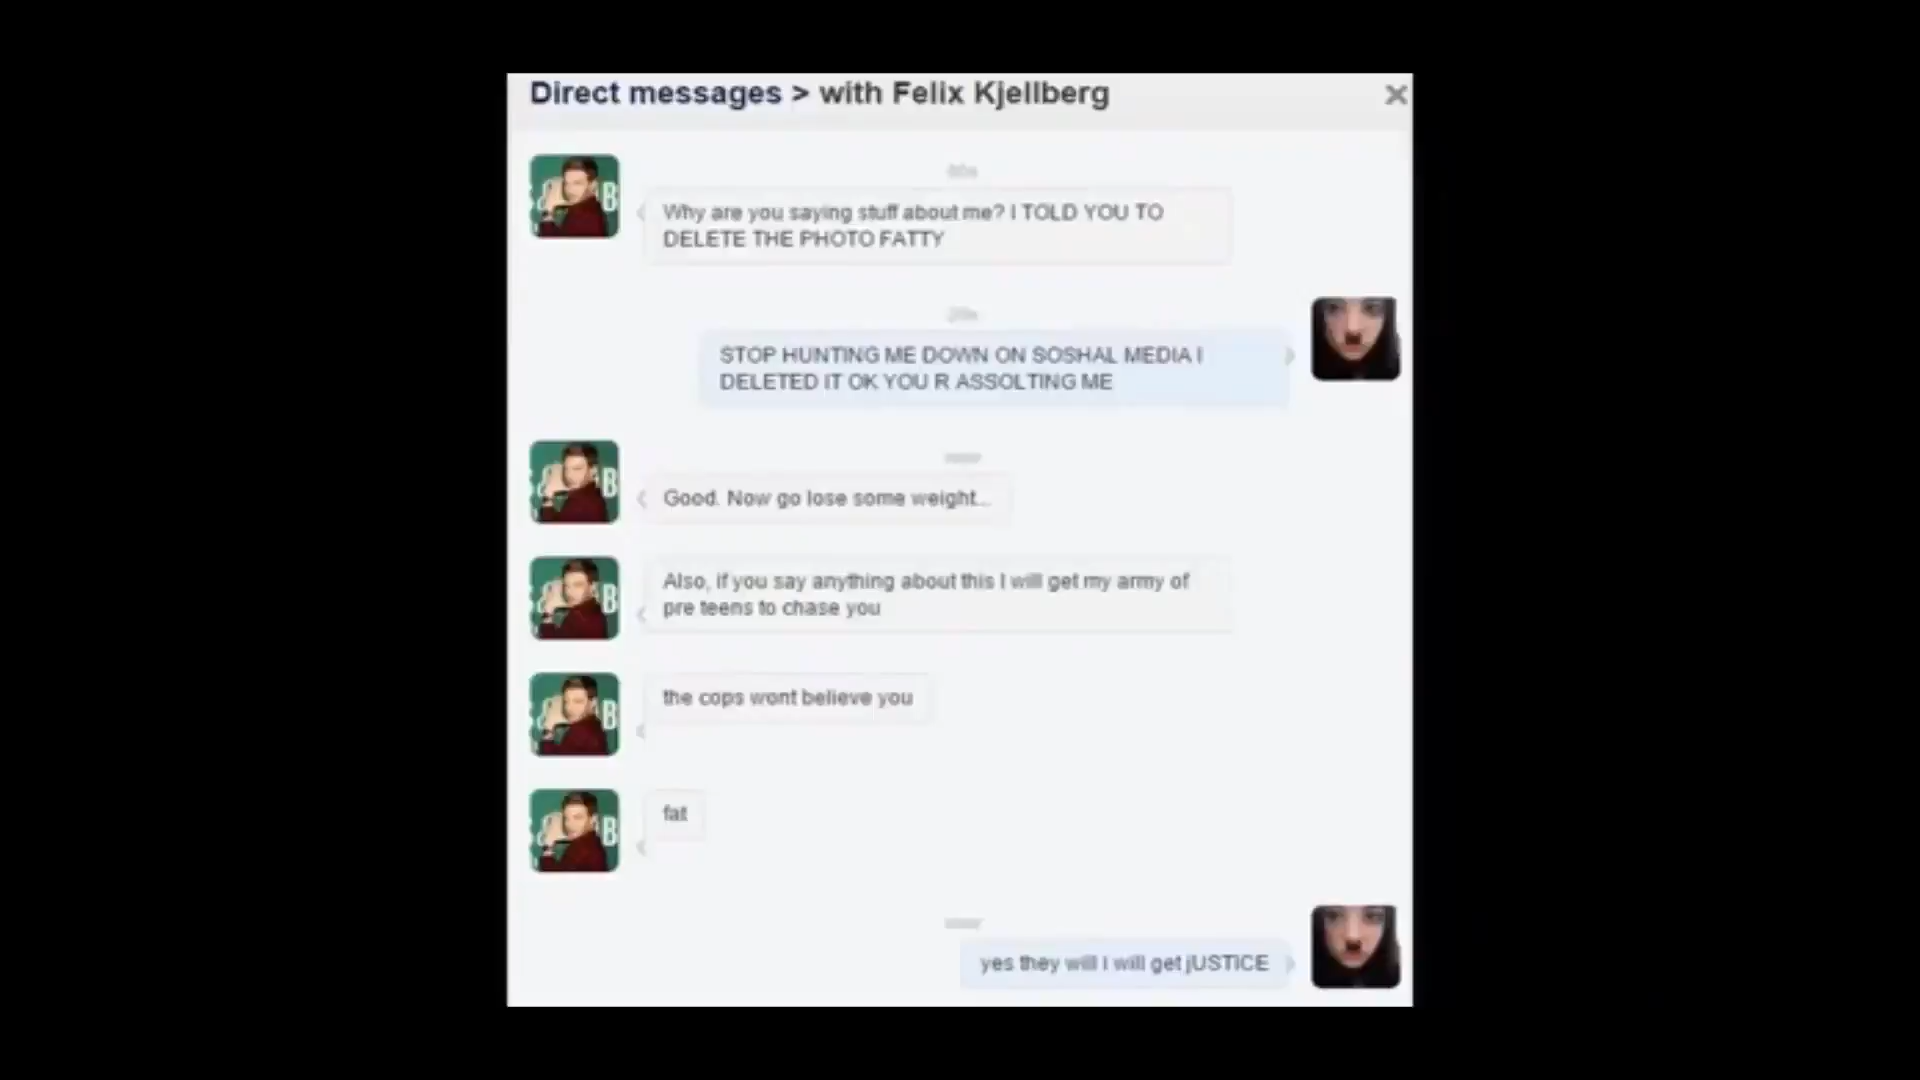 Direct messages > with Felix Kjellberg
Why are you saying stuff about me? I TOLD YOU TO
DELETE THE PHOTO FATTY
STOP HUNTING ME DOWN ON SOSHAL MEDIA I
DELETED IT OK YOU R ASSOLTING ME
Good. Now go lose some weight...
Also, if you say anything about this I will get my army of
pre teens to chase you
the cops wont believe you
fat
yes they will I will get jUSTICE